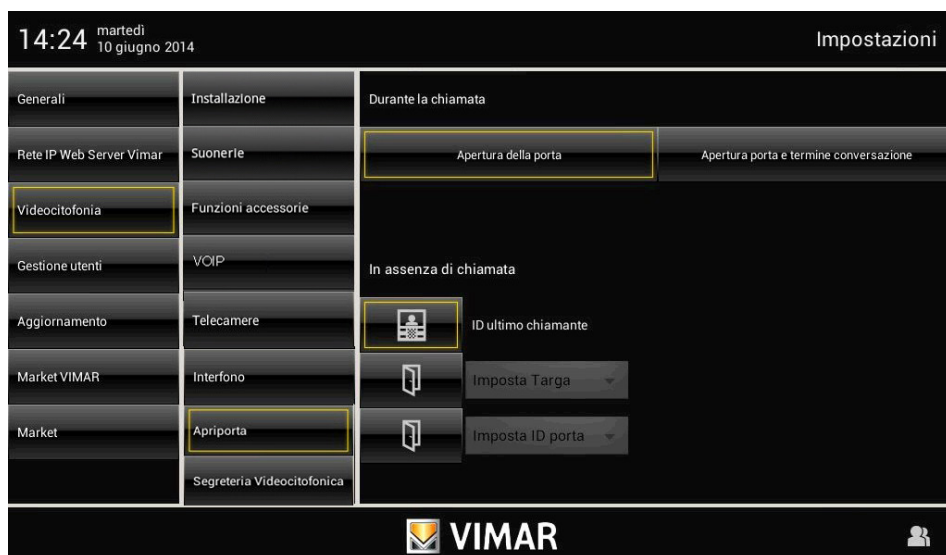 14:24
martedì
10 giugno 2014
Impostazioni
Generali
Rete IP Web Server Vimar
Videocitofonia
Gestione utenti
Aggiornamento
Market VIMAR
Market
Installazione
Suonerie
Funzioni accessorie
VOIP
Telecamere
Interfono
Apriporta
Segreteria Videocitofonica
Durante la chiamata
Apertura della porta
Apertura porta e termine conversazione
In assenza di chiamata
ID ultimo chiamante
Imposta Targa
Imposta ID porta
VIMAR